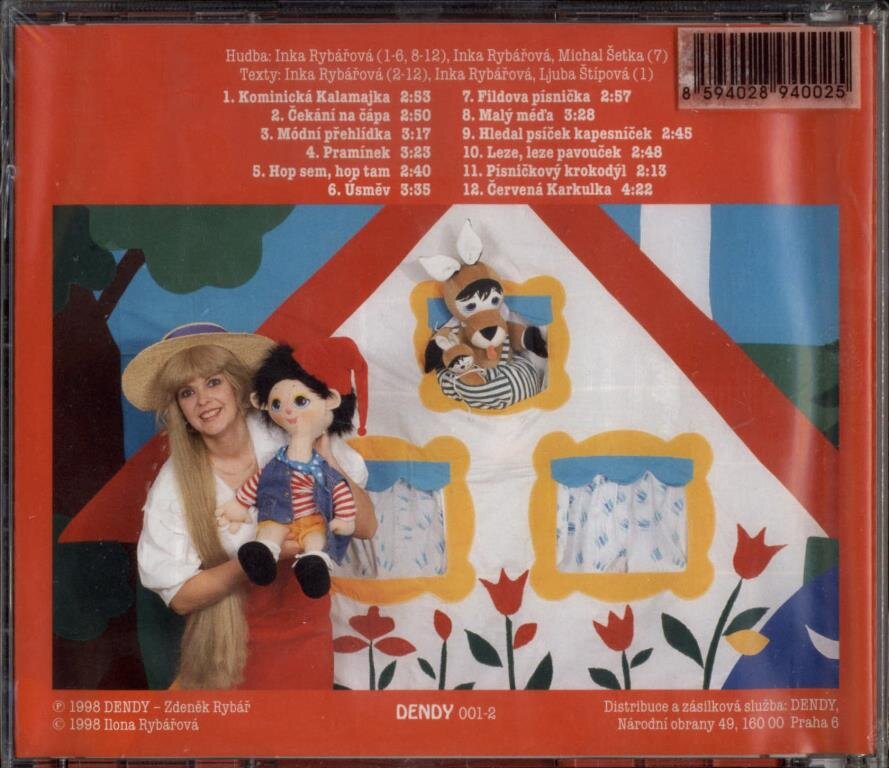 Hudba: Inka Rybářová (1-6, 8-12), Inka Rybářová, Michal Šetka (7)
Texty: Inka Rybářová (2-12), Inka Rybářová, Ljuba Štípová (1)
1. Kominická Kalamajka 2:53
2. Čekání na čápa 2:50
3. Módní přehlídka 3:17
4. Pramínek 3:23
5. Hop sem, hop tam 2:40
6. Úsměv 3:35
7. Fildova písnička 2:57
8. Malý méďa 3:28
9. Hledal psíček kapesníček 2:45
10. Leze, leze pavouček 2:48
11. Písničkový krokodýl 2:13
12. Červená Karkulka 4:22
8 594028 940025
℗ 1998 DENDY – Zdeněk Rybář
© 1998 Ilona Rybářová
DENDY 001-2
Distribuce a zásilková služba: DENDY,
Národní obrany 49, 160 00 Praha 6